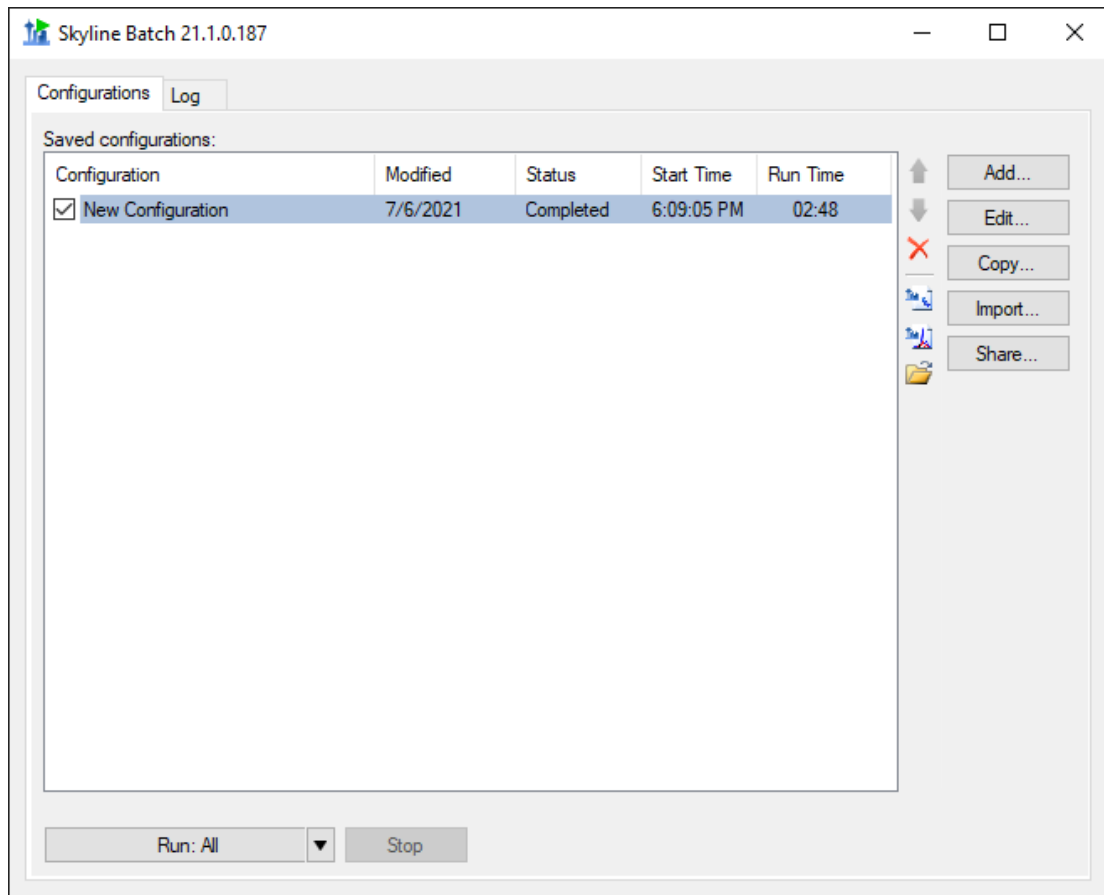 Skyline Batch 21.1.0.187
Configurations Log
Saved configurations:
Configuration Modified Status Start Time Run Time
New Configuration 7/6/2021 Completed 6:09:05 PM 02:48
Add...
Edit...
Copy...
Import...
Share...
Run: All Stop